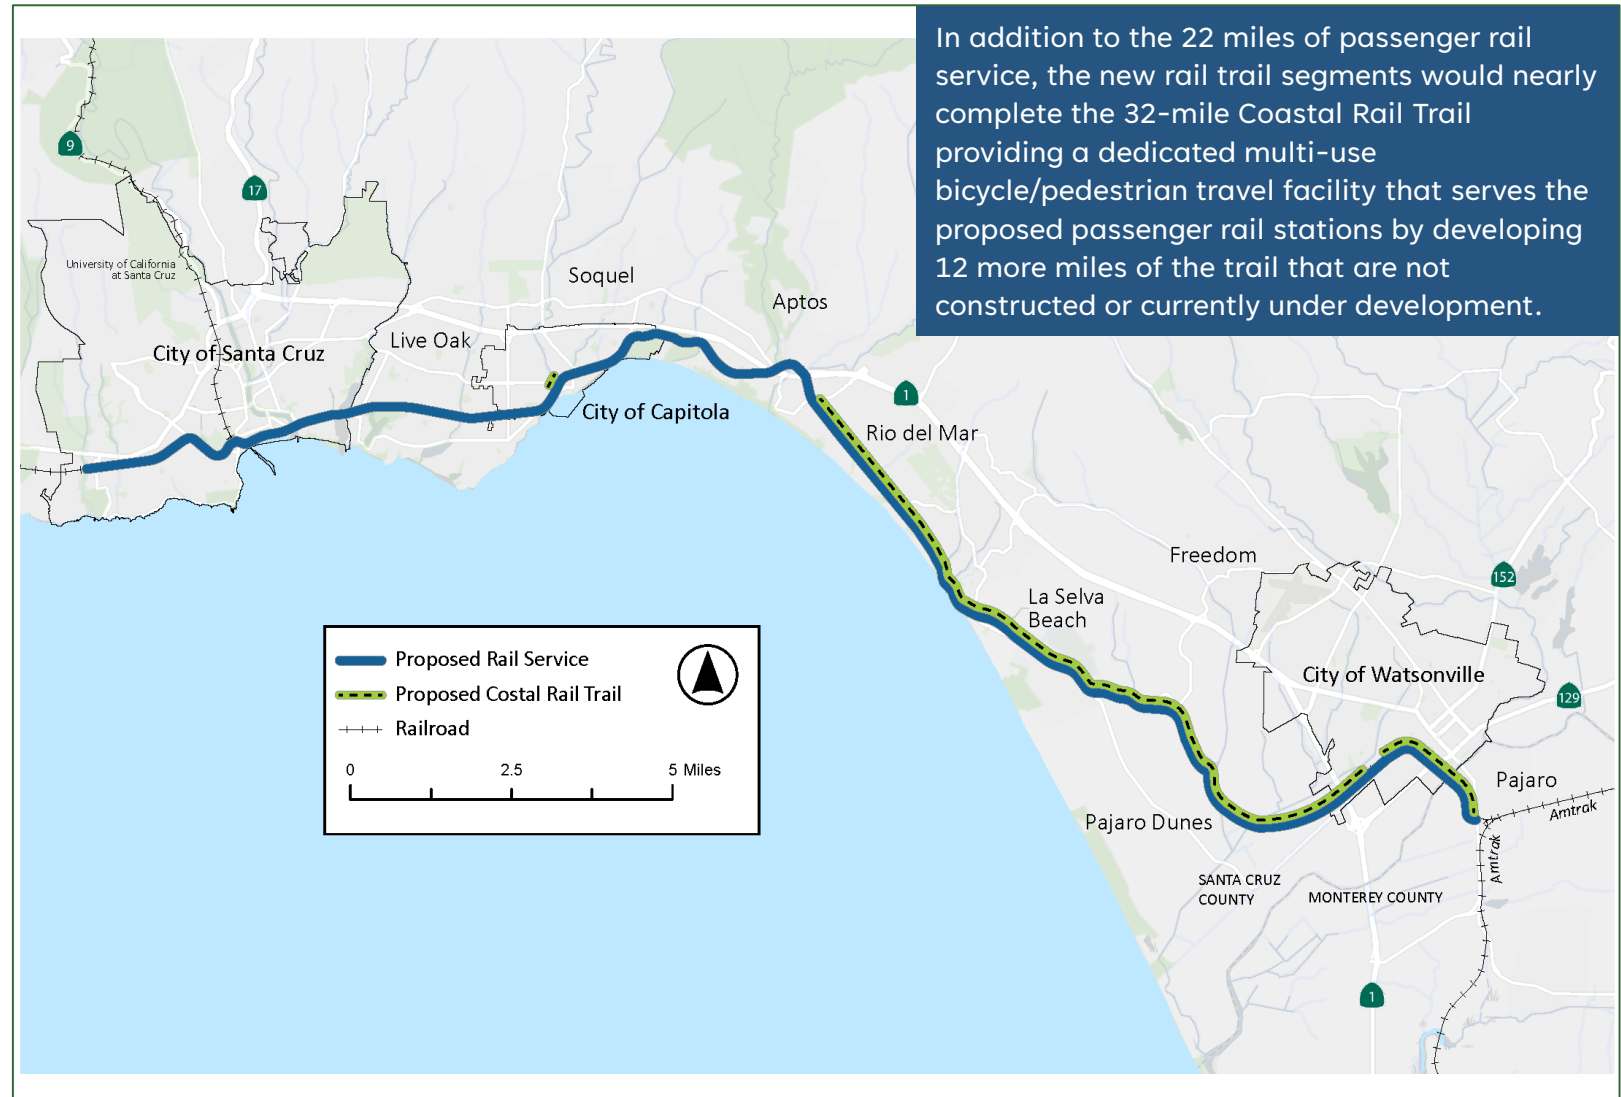 In addition to the 22 miles of passenger rail
service, the new rail trail segments would nearly
complete the 32-mile Coastal Rail Trail
providing a dedicated multi-use
bicycle/pedestrian travel facility that serves the
proposed passenger rail stations by developing
12 more miles of the trail that are not
constructed or currently under development.
9
17
University of California
at Santa Cruz
Soquel
Aptos
Live Oak
City of Santa Cruz
City of Capitola
1
Rio del Mar
Freedom
152
La Selva
Beach
City of Watsonville
129
Pajaro
Amtrak
Amtrak
Pajaro Dunes
SANTA CRUZ
COUNTY
MONTEREY COUNTY
1
Proposed Rail Service
Proposed Costal Rail Trail
Railroad
0 2.5 5 Miles